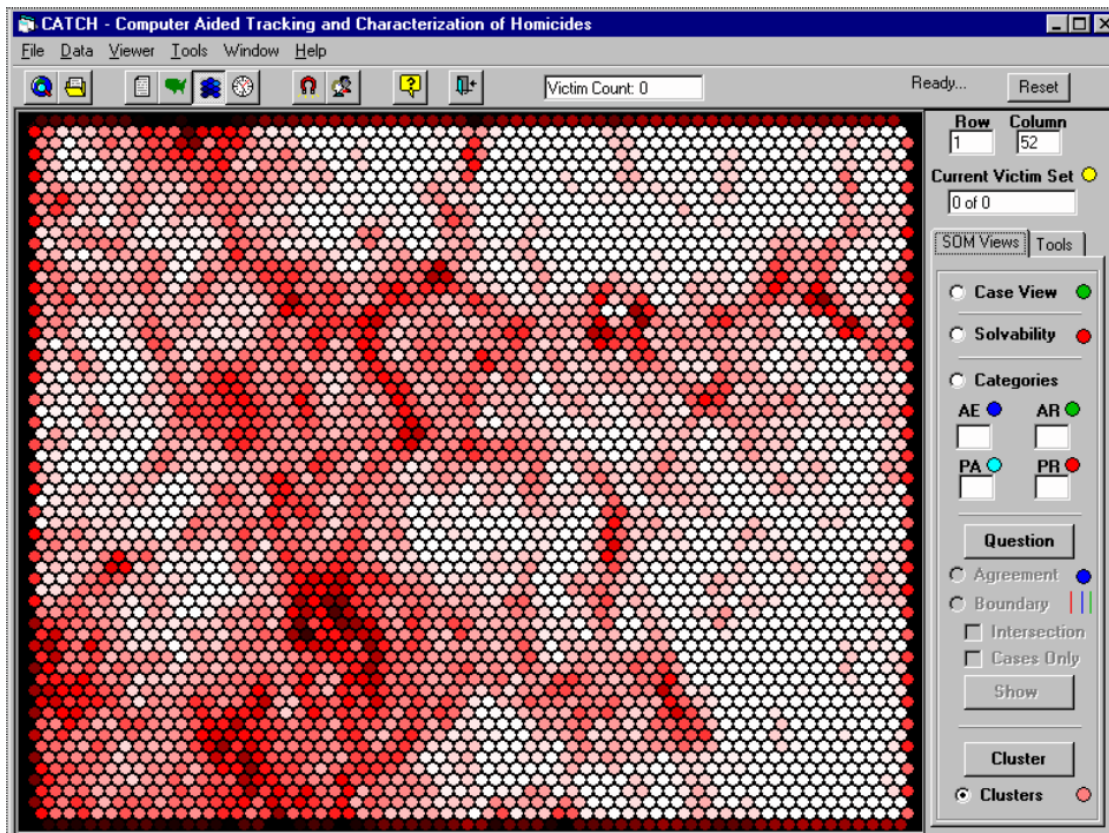 CATCH - Computer Aided Tracking and Characterization of Homicides
File Data Viewer Tools Window Help
Victim Count: 0
Ready...
Reset
Row Column
1 52
Current Victim Set
0 of 0
SOM Views Tools
Case View
Solvability
Categories
AE AR
PA PR
Question
Agreement
Boundary
Intersection
Cases Only
Show
Cluster
Clusters